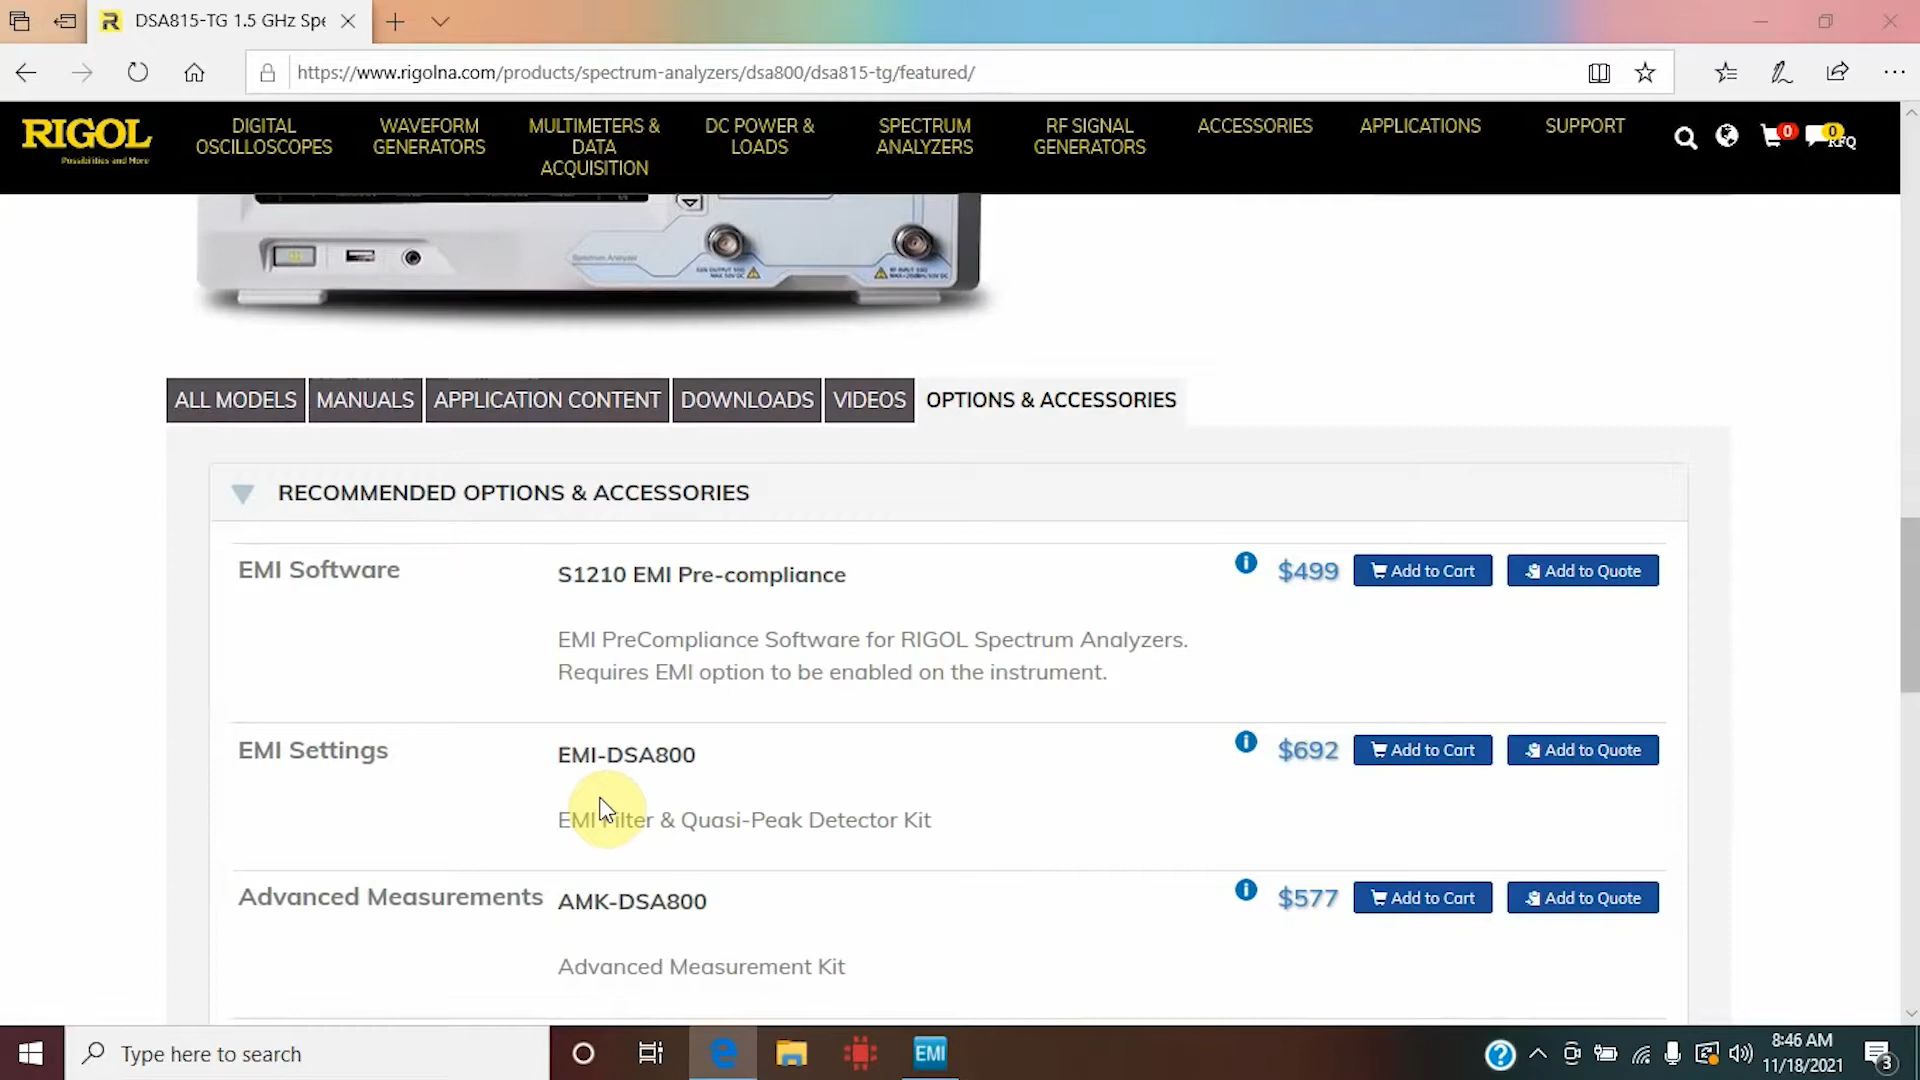 DSA815-TG 1.5 GHz Spe
https://www.rigolna.com/products/spectrum-analyzers/dsa800/dsa815-tg/featured/
RIGOL
Possibilities and More
DIGITAL
OSCILLOSCOPES
WAVEFORM
GENERATORS
MULTIMETERS &
DATA
ACQUISITION
DC POWER &
LOADS
SPECTRUM
ANALYZERS
RF SIGNAL
GENERATORS
ACCESSORIES
APPLICATIONS
SUPPORT
0
0
RFQ
Spectrum Analyzer
ALL MODELS
MANUALS
APPLICATION CONTENT
DOWNLOADS
VIDEOS
OPTIONS & ACCESSORIES
RECOMMENDED OPTIONS & ACCESSORIES
EMI Software
S1210 EMI Pre-compliance
$499
Add to Cart
Add to Quote
EMI PreCompliance Software for RIGOL Spectrum Analyzers.
Requires EMI option to be enabled on the instrument.
EMI Settings
EMI-DSA800
$692
Add to Cart
Add to Quote
EMI Filter & Quasi-Peak Detector Kit
Advanced Measurements
AMK-DSA800
$577
Add to Cart
Add to Quote
Advanced Measurement Kit
Type here to search
EMI
8:46 AM
11/18/2021
3